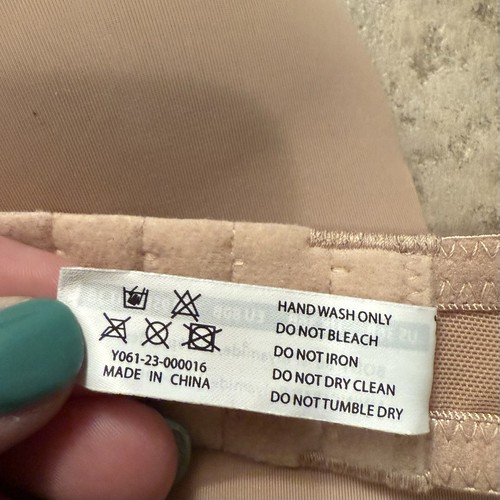 HAND WASH ONLY
DO NOT BLEACH
DO NOT IRON
DO NOT DRY CLEAN
DO NOT TUMBLE DRY
Y061-23-000016
MADE IN CHINA